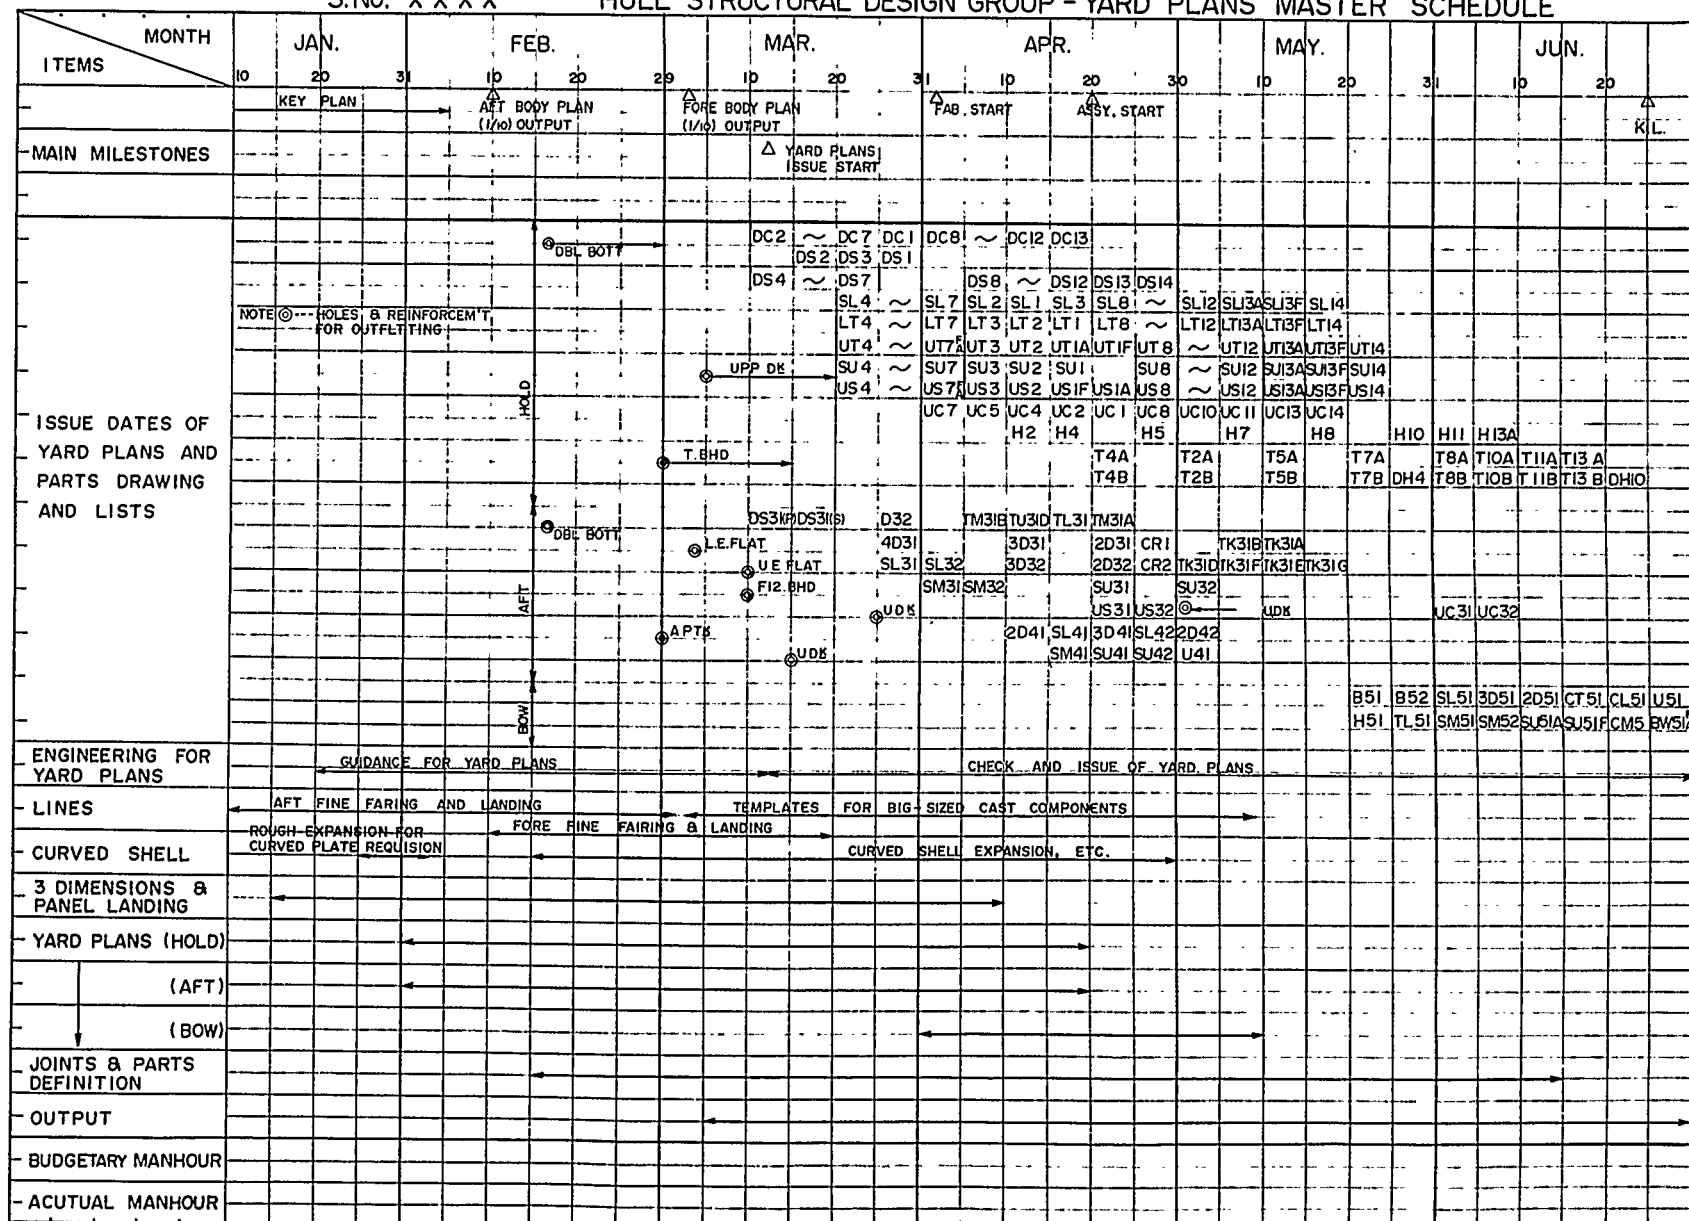 S.No. X X X X HULL STRUCTURAL DESIGN GROUP - YARD PLANS MASTER SCHEDULE
MONTH JAN. FEB. MAR. APR. MAY. JUN.
ITEMS
10 20 31 10 20 29 10 20 31 10 20 30 10 20 31 10 20
KEY PLAN
AFT BODY PLAN
(1/10) OUTPUT
FORE BODY PLAN
(1/10) OUTPUT
FAB. START
ASSY. START
K.L.
MAIN MILESTONES
YARD PLANS
ISSUE START
DBL BOTT
DC2 ~ DC7 DC1 DC8 ~ DC12 DC13
DS2 DS3 DS1
DS4 ~ DS7 DS8 ~ DS12 DS13 DS14
SL4 ~ SL7 SL2 SL1 SL3 SL8 ~ SL12 SL13A SL13F SL14
NOTE ◎--- HOLES & REINFORCEM'T
FOR OUTFITTING
LT4 ~ LT7 LT3 LT2 LT1 LT8 ~ LT12 LT13A LT13F LT14
UT4 ~ UT7 F A UT3 UT2 UT1A UT1F UT8 ~ UT12 UT13A UT13F UT14
UPP DK SU4 ~ SU7 SU3 SU2 SU1 SU8 ~ SU12 SU13A SU13F SU14
US4 ~ US7 US3 US2 US1F US1A US8 ~ US12 US13A US13F US14
HOLD
UC7 UC5 UC4 UC2 UC1 UC8 UC10 UC11 UC13 UC14
H2 H4 H5 H7 H8 H10 H11 H13A
ISSUE DATES OF
YARD PLANS AND
PARTS DRAWING
AND LISTS
T.BHD T4A T2A T5A T7A T8A T10A T11A T13A
T4B T2B T5B T7B DH4 T8B T10B T11B T13B DH10
DBL BOTT DS31(P) DS31(S) D32 TM31B TU31D TL31 TM31A
L.E.FLAT 4D31 3D31 2D31 CR1 TK31B TK31A
U E FLAT SL31 SL32 3D32 2D32 CR2 TK31D TK31F TK31E TK31G
F12.BHD SM31 SM32 SU31 SU32
AFT
UDK US31 US32 ◎ UDK UC31 UC32
A P TK 2D41 SL41 3D41 SL42 2D42
UDK SM41 SU41 SU42 U41
BOW
B51 B52 SL51 3D51 2D51 CT51 CL51 U51
H51 TL51 SM51 SM52 SU51A SU51F CM5
ENGINEERING FOR
YARD PLANS
GUIDANCE FOR YARD PLANS CHECK AND ISSUE OF YARD. PLANS
LINES AFT FINE FARING AND LANDING TEMPLATES FOR BIG-SIZED CAST COMPONENTS
FORE FINE FAIRING & LANDING
CURVED SHELL
ROUGH EXPANSION FOR
CURVED PLATE REQUISION
CURVED SHELL EXPANSION, ETC.
3 DIMENSIONS &
PANEL LANDING
YARD PLANS (HOLD)
(AFT)
(BOW)
JOINTS & PARTS
DEFINITION
OUTPUT
BUDGETARY MANHOUR
ACUTUAL MANHOUR